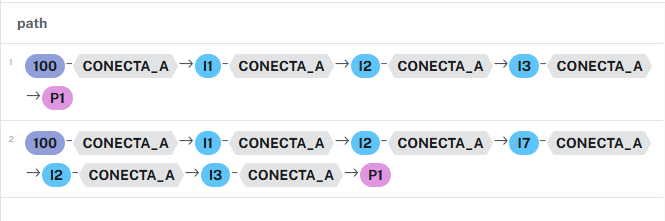 path
1 100 CONECTA_A I1 CONECTA_A I2 CONECTA_A I3 CONECTA_A
P1
2 100 CONECTA_A I1 CONECTA_A I2 CONECTA_A I7 CONECTA_A
I2 CONECTA_A I3 CONECTA_A P1